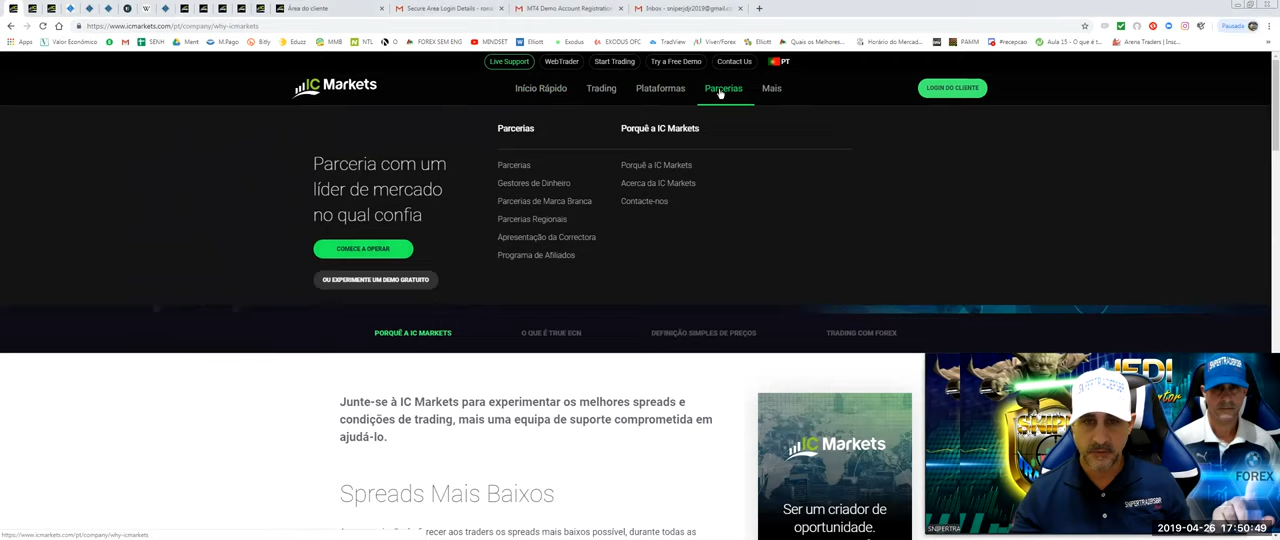 Área do cliente
Secure Area Login Details - rona
MT4 Demo Account Registration
Inbox - sniperjdjr2019@gmail.c
https://www.icmarkets.com/pt/company/why-icmarkets
Pausada
Apps Valor Econômico SENH Ment M.Pago Bitly Eduzz MMB NTL O FOREX SEM ENG MINDSET Elliott Exodus EXODUS OFC TradView Viver/Forex Elliott Quais os Melhores... Horário do Mercad... PAMM #recepcao Aula 15 - O que é t... Arena Traders | Insc...
Live Support WebTrader Start Trading Try a Free Demo Contact Us PT
IC Markets
Início Rápido Trading Plataformas Parcerias Mais
LOGIN DO CLIENTE
Parcerias Porquê a IC Markets
Parceria com um
líder de mercado
no qual confia
COMECE A OPERAR
OU EXPERIMENTE UM DEMO GRATUITO
Parcerias
Gestores de Dinheiro
Parcerias de Marca Branca
Parcerias Regionais
Apresentação da Correctora
Programa de Afiliados
Porquê a IC Markets
Acerca da IC Markets
Contacte-nos
PORQUÊ A IC MARKETS O QUE É TRUE ECN DEFINIÇÃO SIMPLES DE PREÇOS TRADING COM FOREX
Junte-se à IC Markets para experimentar os melhores spreads e
condições de trading, mais uma equipa de suporte comprometida em
ajudá-lo.
Spreads Mais Baixos
recer aos traders os spreads mais baixos possível, durante todas as
IC Markets
Ser um criador de
oportunidade.
JEDI
SNIPER
FOREX
SNIPERTRADERJDR
SNIPERTRA
2019-04-26 17:50:49
https://www.icmarkets.com/pt/company/why-icmarkets